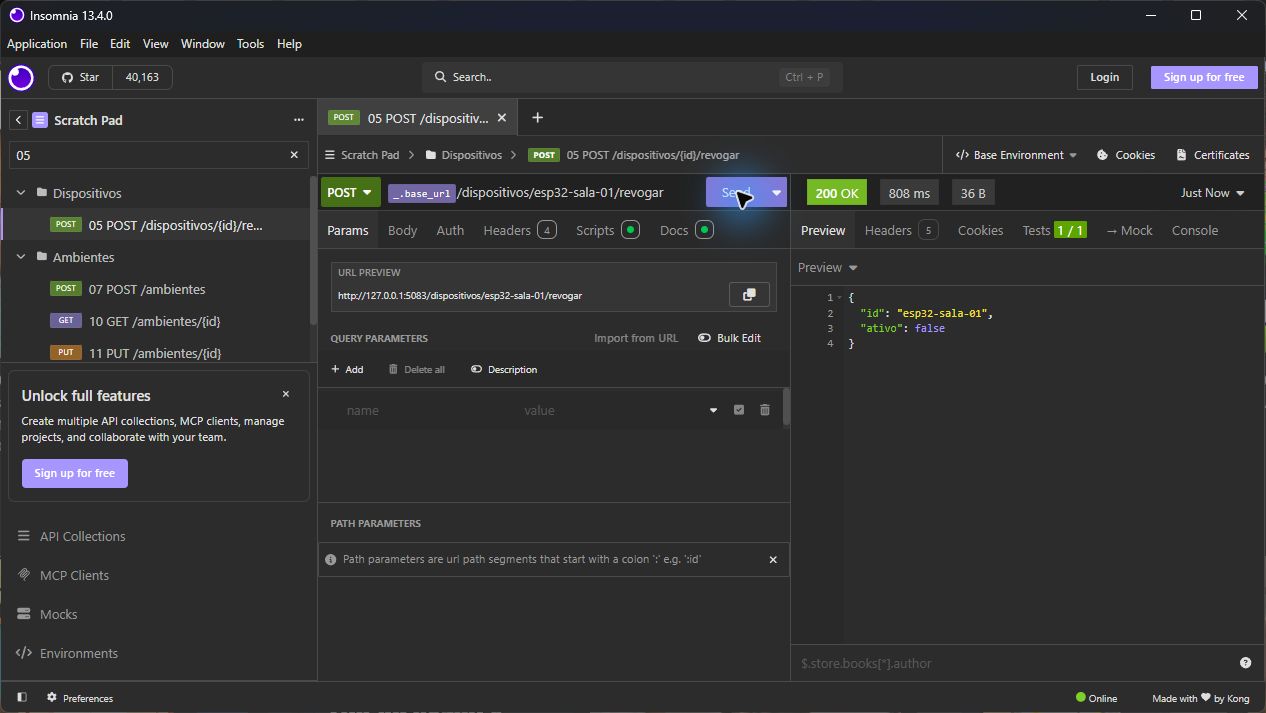 Insomnia 13.4.0
Application File Edit View Window Tools Help
Star 40,163
Search.. Ctrl + P
Login Sign up for free
Scratch Pad
05
Dispositivos
POST 05 POST /dispositivos/{id}/re...
Ambientes
POST 07 POST /ambientes
GET 10 GET /ambientes/{id}
PUT 11 PUT /ambientes/{id}
Unlock full features
Create multiple API collections, MCP clients, manage
projects, and collaborate with your team.
Sign up for free
API Collections
MCP Clients
Mocks
Environments
Preferences
POST 05 POST /dispositiv...
Scratch Pad Dispositivos POST 05 POST /dispositivos/{id}/revogar
Base Environment Cookies Certificates
POST _.base_url /dispositivos/esp32-sala-01/revogar Send
Params Body Auth Headers 4 Scripts Docs
URL PREVIEW
http://127.0.0.1:5083/dispositivos/esp32-sala-01/revogar
QUERY PARAMETERS Import from URL Bulk Edit
+ Add Delete all Description
name value
PATH PARAMETERS
Path parameters are url path segments that start with a colon ':' e.g. ':id'
200 OK 808 ms 36 B Just Now
Preview Headers 5 Cookies Tests 1 / 1 → Mock Console
Preview
1 {
2 "id": "esp32-sala-01",
3 "ativo": false
4 }
$.store.books[*].author
Online Made with ♥ by Kong